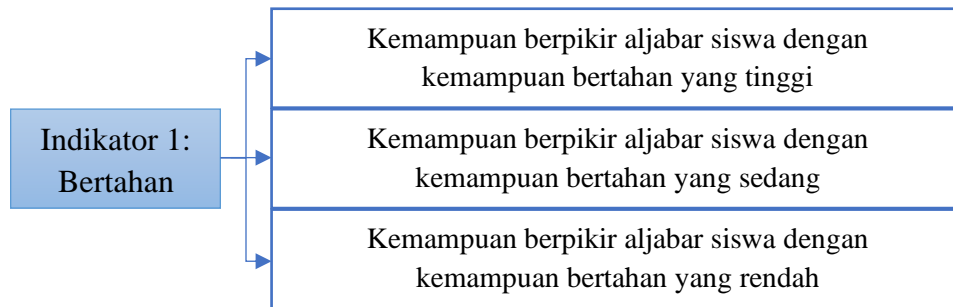 Indikator 1:
Bertahan
Kemampuan berpikir aljabar siswa dengan
kemampuan bertahan yang tinggi
Kemampuan berpikir aljabar siswa dengan
kemampuan bertahan yang sedang
Kemampuan berpikir aljabar siswa dengan
kemampuan bertahan yang rendah